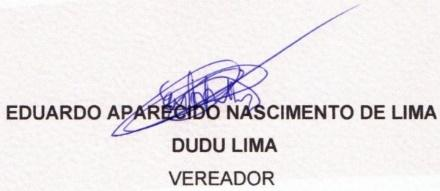 EDUARDO APARECIDO NASCIMENTO DE LIMA
DUDU LIMA
VEREADOR